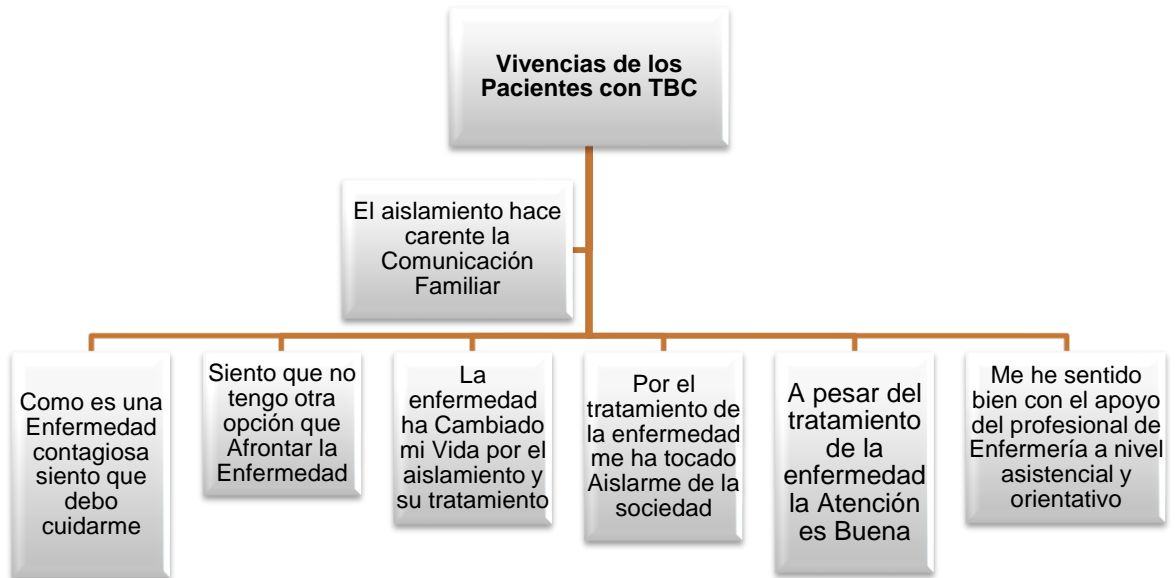 Vivencias de los
Pacientes con TBC
El aislamiento hace
carente la
Comunicación
Familiar
Como es una
Enfermedad
contagiosa
siento que
debo
cuidarme
Siento que no
tengo otra
opción que
Afrontar la
Enfermedad
La
enfermedad
ha Cambiado
mi Vida por el
aislamiento y
su tratamiento
Por el
tratamiento de
la enfermedad
me ha tocado
Aislarme de la
sociedad
A pesar del
tratamiento
de la
enfermedad
la Atención
es Buena
Me he sentido
bien con el apoyo
del profesional de
Enfermería a nivel
asistencial y
orientativo